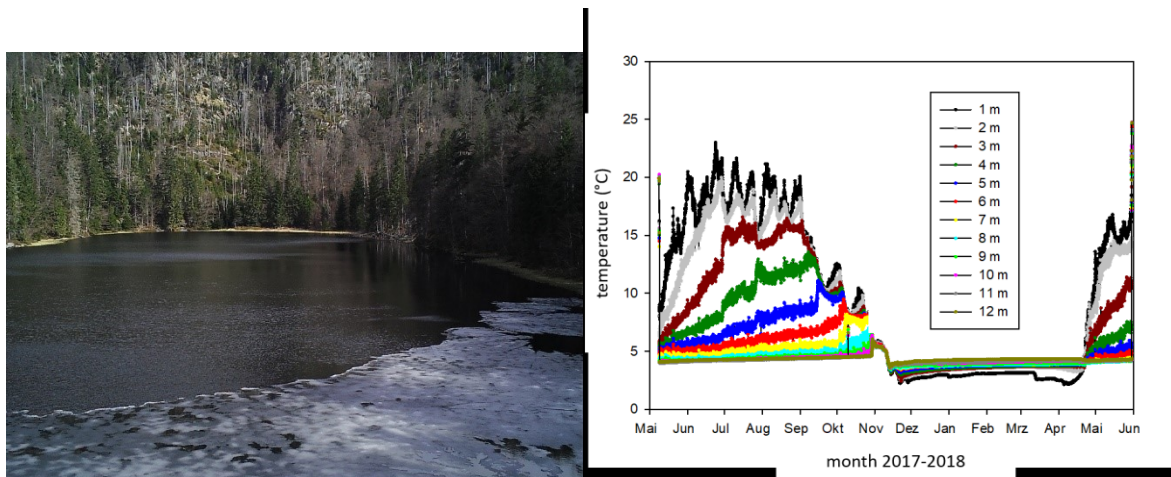 30
25
20
15
10
5
0
temperature (°C)
1 m
2 m
3 m
4 m
5 m
6 m
7 m
8 m
9 m
10 m
11 m
12 m
Mai Jun Jul Aug Sep Okt Nov Dez Jan Feb Mrz Apr Mai Jun
month 2017-2018